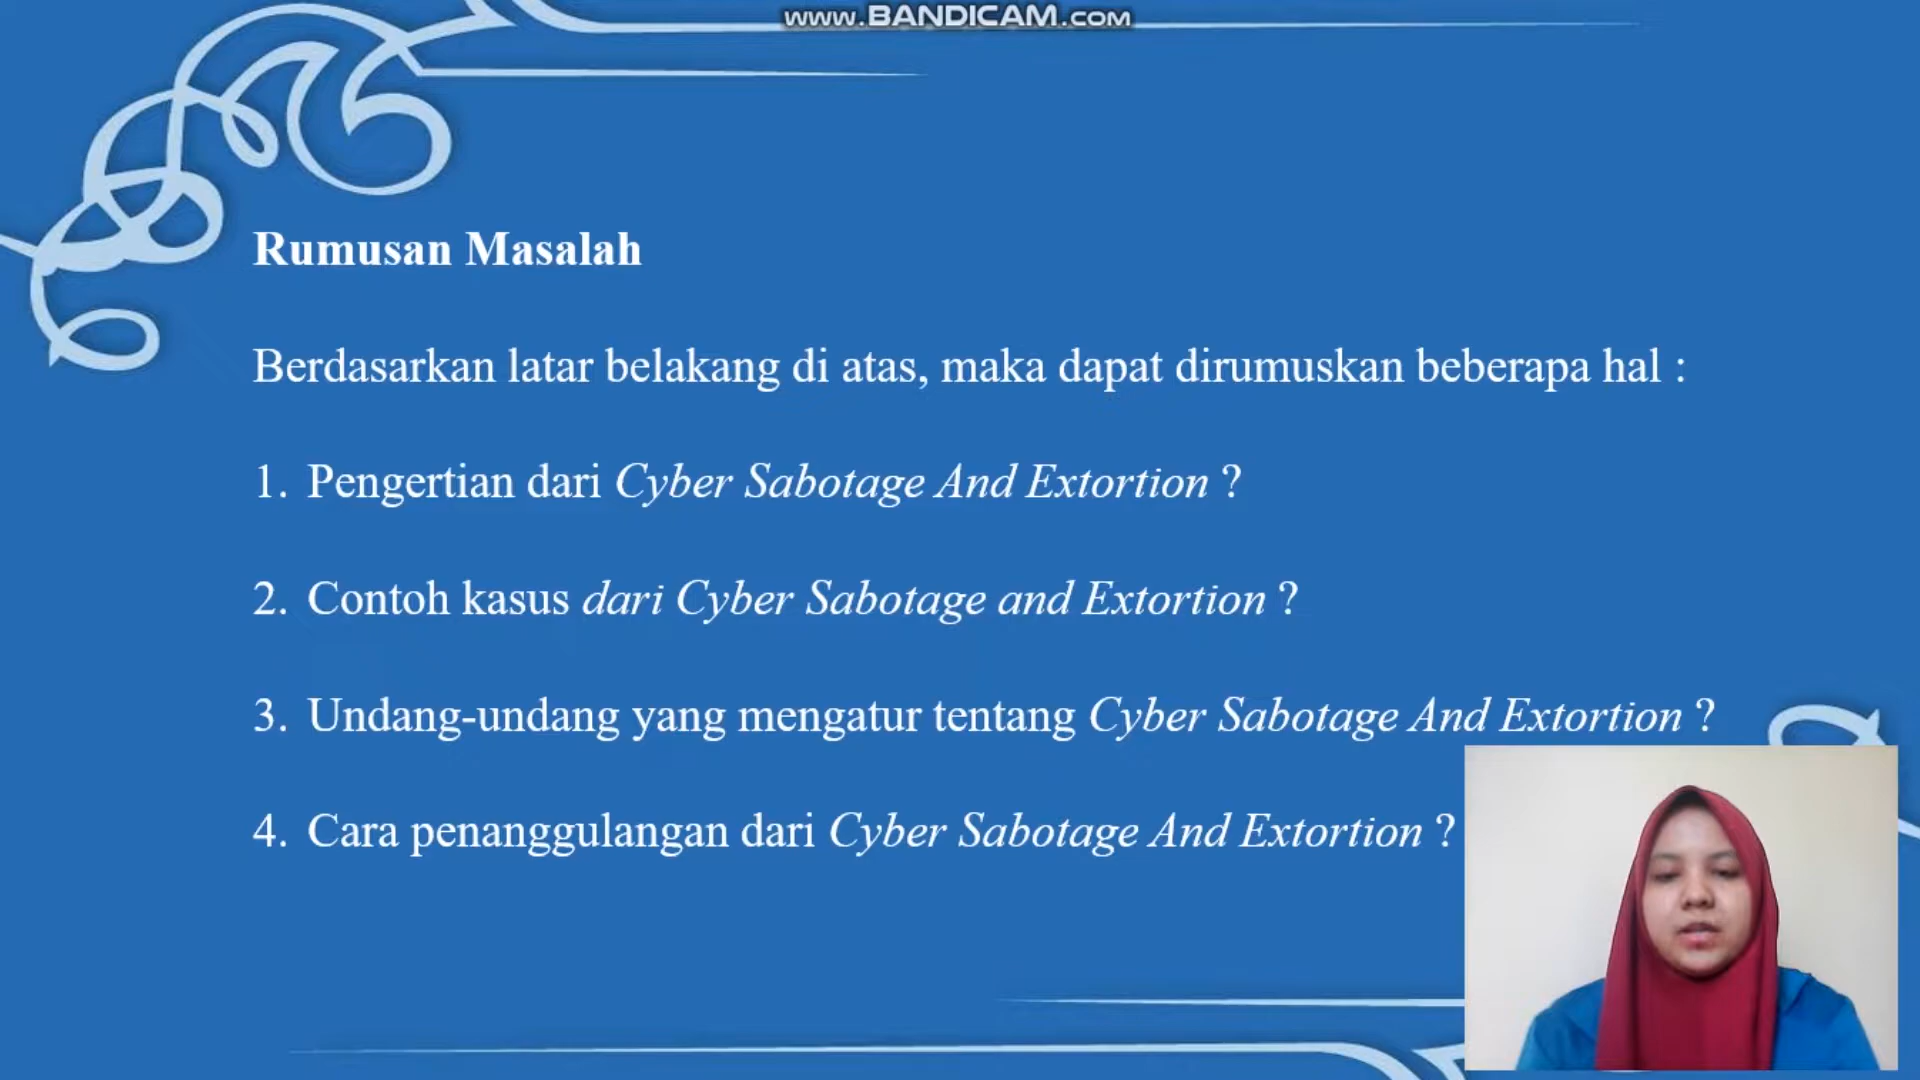 www.BANDICAM.COM
Rumusan Masalah
Berdasarkan latar belakang di atas, maka dapat dirumuskan beberapa hal :
1. Pengertian dari Cyber Sabotage And Extortion ?
2. Contoh kasus dari Cyber Sabotage and Extortion ?
3. Undang-undang yang mengatur tentang Cyber Sabotage And Extortion ?
4. Cara penanggulangan dari Cyber Sabotage And Extortion ?